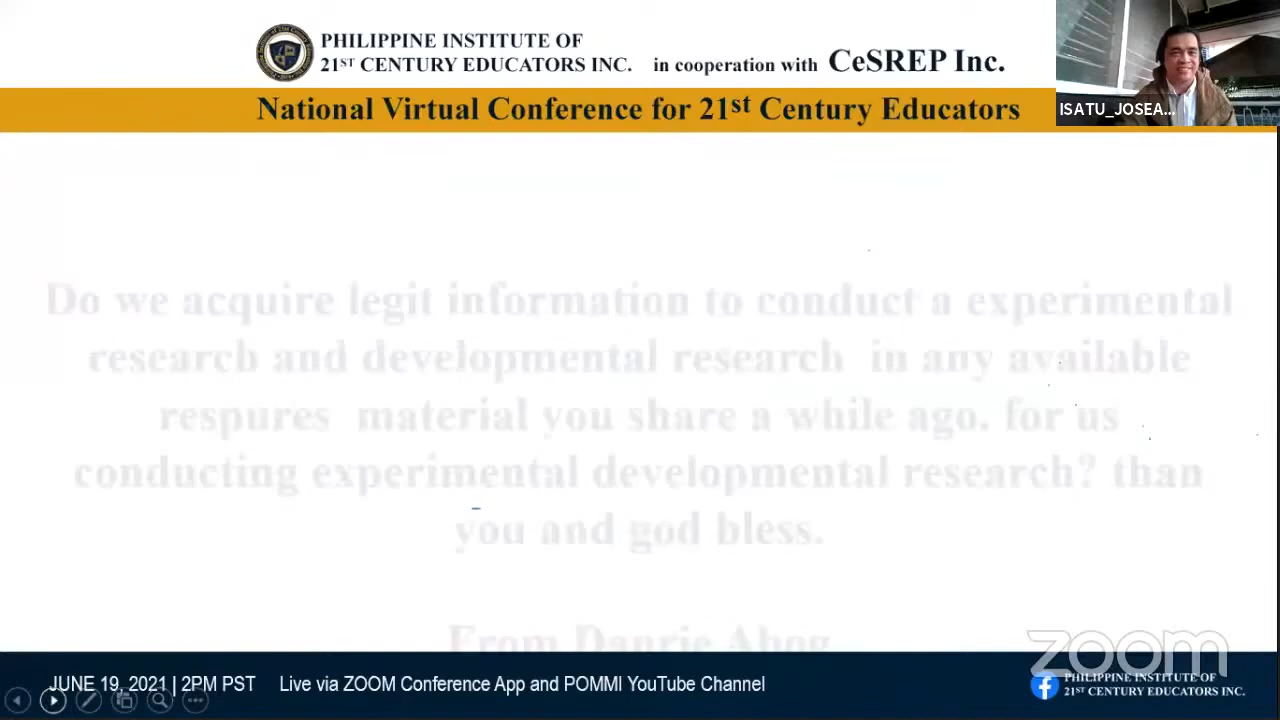 PHILIPPINE INSTITUTE OF
21ST CENTURY EDUCATORS INC. in cooperation with CeSREP Inc.
National Virtual Conference for 21st Century Educators
ISATU_JOSEA...
Do we acquire legit information to conduct a experimental
research and developmental research in any available
respures material you share a while ago. for us
conducting experimental developmental research? than
you and god bless.
From Danrie Abog
zoom
JUNE 19, 2021 | 2PM PST Live via ZOOM Conference App and POMMI YouTube Channel
PHILIPPINE INSTITUTE OF
21ST CENTURY EDUCATORS INC.